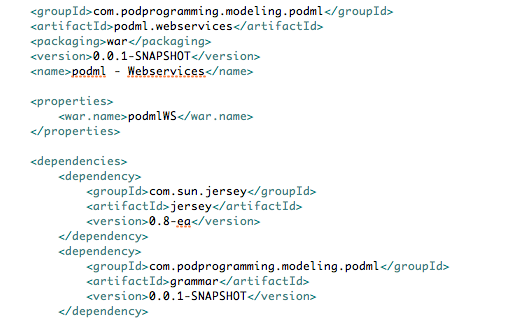 <groupId>com.podprogramming.modeling.podml</groupId>
<artifactId>podml.webservices</artifactId>
<packaging>war</packaging>
<version>0.0.1-SNAPSHOT</version>
<name>podml - Webservices</name>
<properties>
<war.name>podmlWS</war.name>
</properties>
<dependencies>
<dependency>
<groupId>com.sun.jersey</groupId>
<artifactId>jersey</artifactId>
<version>0.8-ea</version>
</dependency>
<dependency>
<groupId>com.podprogramming.modeling.podml</groupId>
<artifactId>grammar</artifactId>
<version>0.0.1-SNAPSHOT</version>
</dependency>